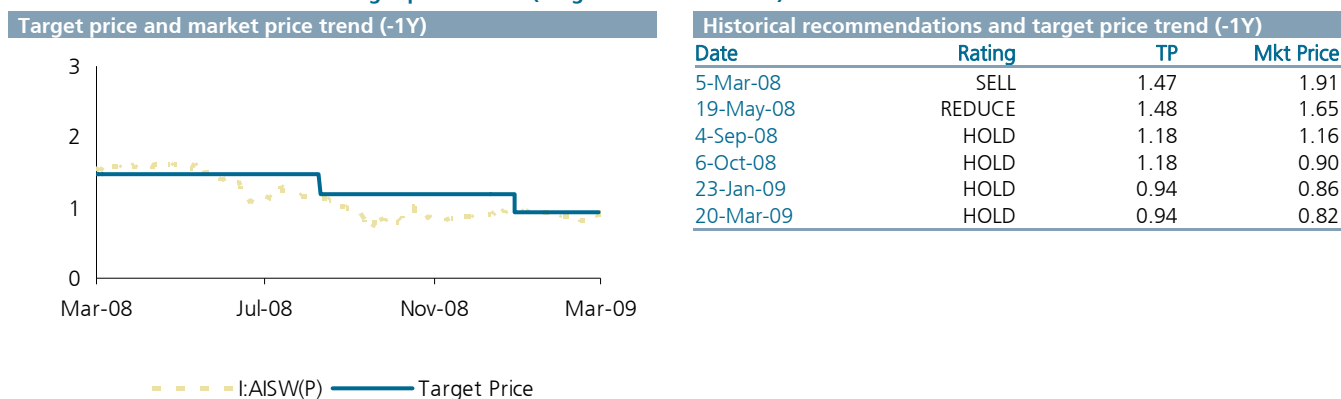 Target price and market price trend (-1Y)
3
2
1
0
Mar-08 Jul-08 Nov-08 Mar-09
I:AISW(P) Target Price
Historical recommendations and target price trend (-1Y)
Date Rating TP Mkt Price
5-Mar-08 SELL 1.47 1.91
19-May-08 REDUCE 1.48 1.65
4-Sep-08 HOLD 1.18 1.16
6-Oct-08 HOLD 1.18 0.90
23-Jan-09 HOLD 0.94 0.86
20-Mar-09 HOLD 0.94 0.82